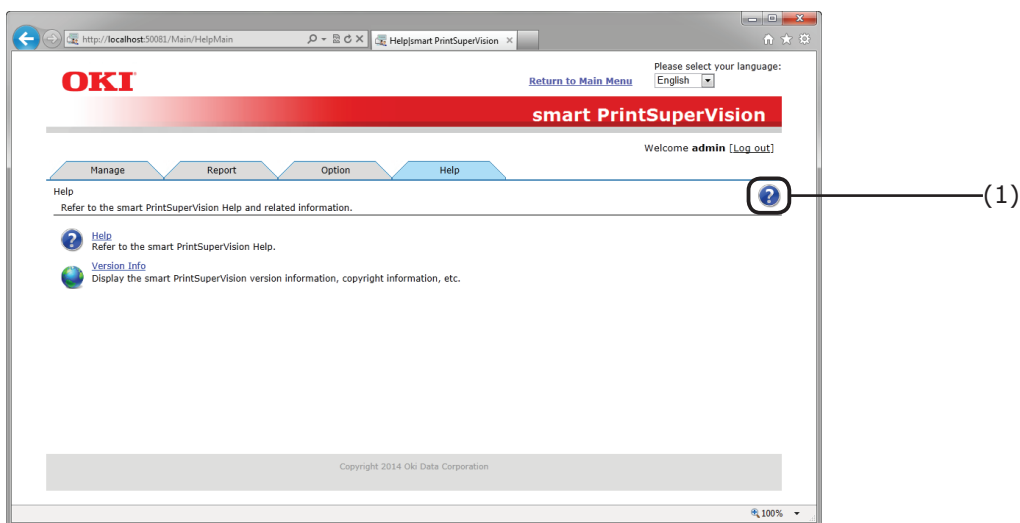 http://localhost:50081/Main/HelpMain
Help|smart PrintSuperVision
OKI
Return to Main Menu
Please select your language:
English
smart PrintSuperVision
Welcome admin [Log out]
Manage
Report
Option
Help
Help
Refer to the smart PrintSuperVision Help and related information.
(1)
Help
Refer to the smart PrintSuperVision Help.
Version Info
Display the smart PrintSuperVision version information, copyright information, etc.
Copyright 2014 Oki Data Corporation
100%